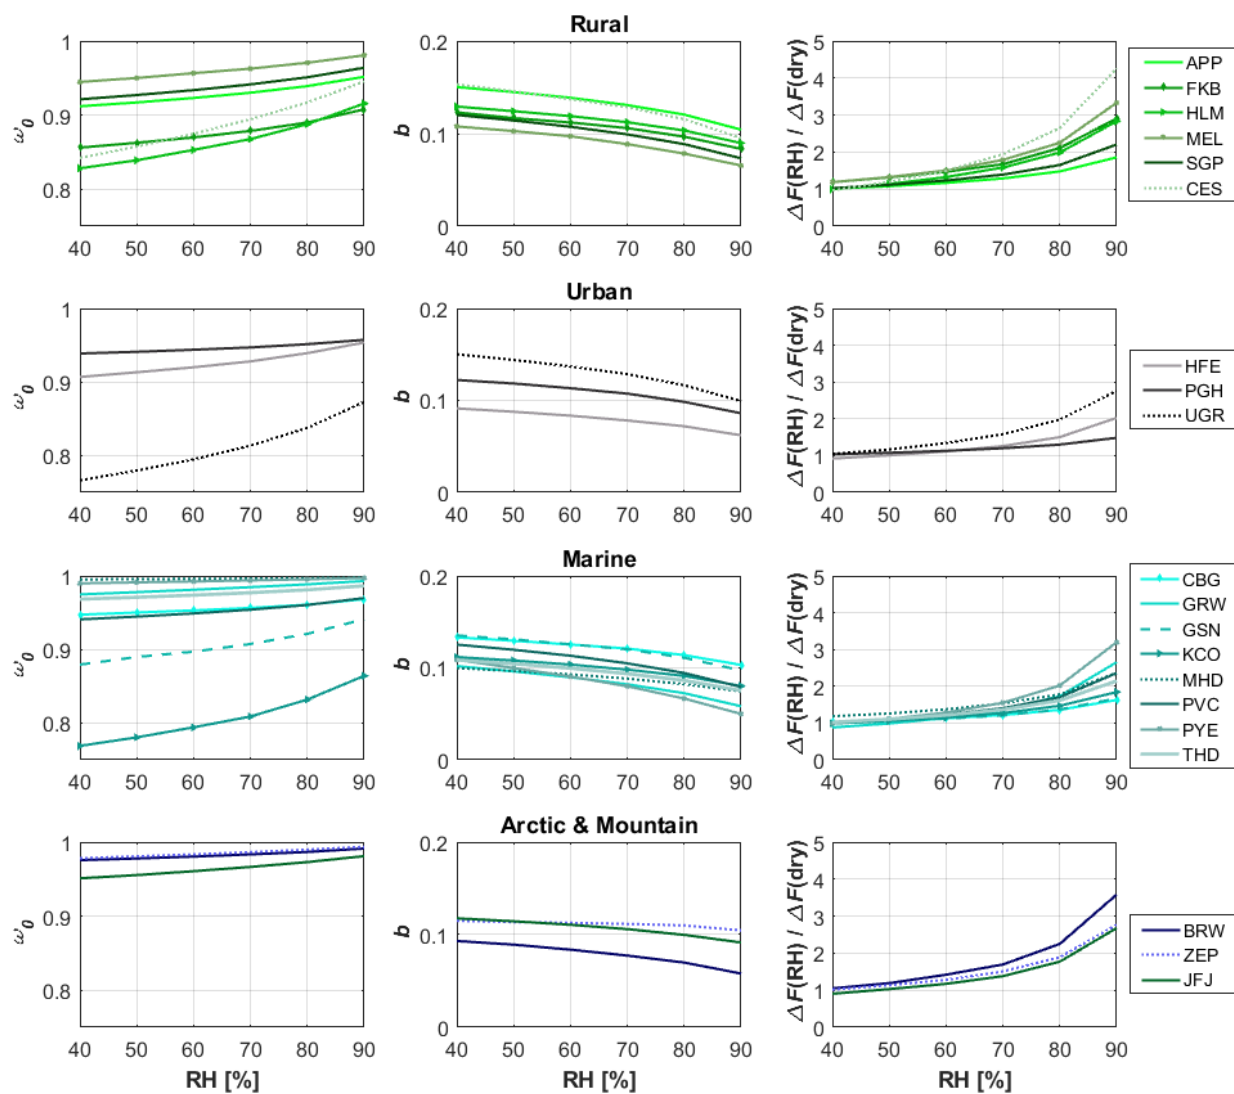 Rural
1
0.9
0.8
ω₀
40 50 60 70 80 90
0.2
0.1
0
b
40 50 60 70 80 90
5
4
3
2
1
0
ΔF(RH) / ΔF(dry)
40 50 60 70 80 90
APP
FKB
HLM
MEL
SGP
CES
Urban
1
0.9
0.8
ω₀
40 50 60 70 80 90
0.2
0.1
0
b
40 50 60 70 80 90
5
4
3
2
1
0
ΔF(RH) / ΔF(dry)
40 50 60 70 80 90
HFE
PGH
UGR
Marine
1
0.9
0.8
ω₀
40 50 60 70 80 90
0.2
0.1
0
b
40 50 60 70 80 90
5
4
3
2
1
0
ΔF(RH) / ΔF(dry)
40 50 60 70 80 90
CBG
GRW
GSN
KCO
MHD
PVC
PYE
THD
Arctic & Mountain
1
0.9
0.8
ω₀
40 50 60 70 80 90
RH [%]
0.2
0.1
0
b
40 50 60 70 80 90
RH [%]
5
4
3
2
1
0
ΔF(RH) / ΔF(dry)
40 50 60 70 80 90
RH [%]
BRW
ZEP
JFJ